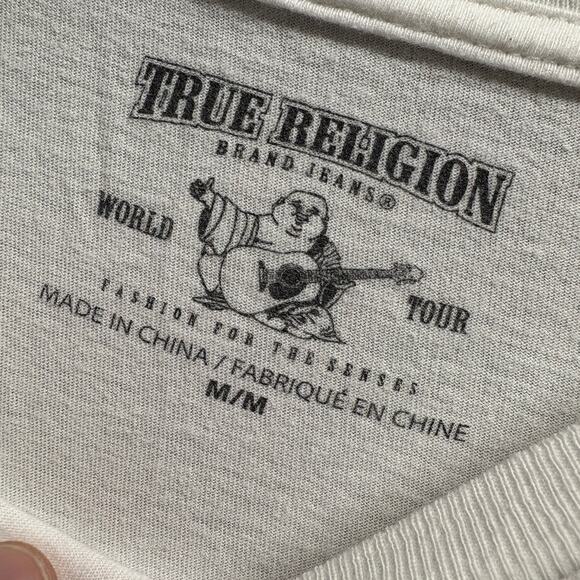 TRUE RELIGION
BRAND JEANS®
WORLD TOUR
FASHION FOR THE SENSES
MADE IN CHINA / FABRIQUÉ EN CHINE
M/M